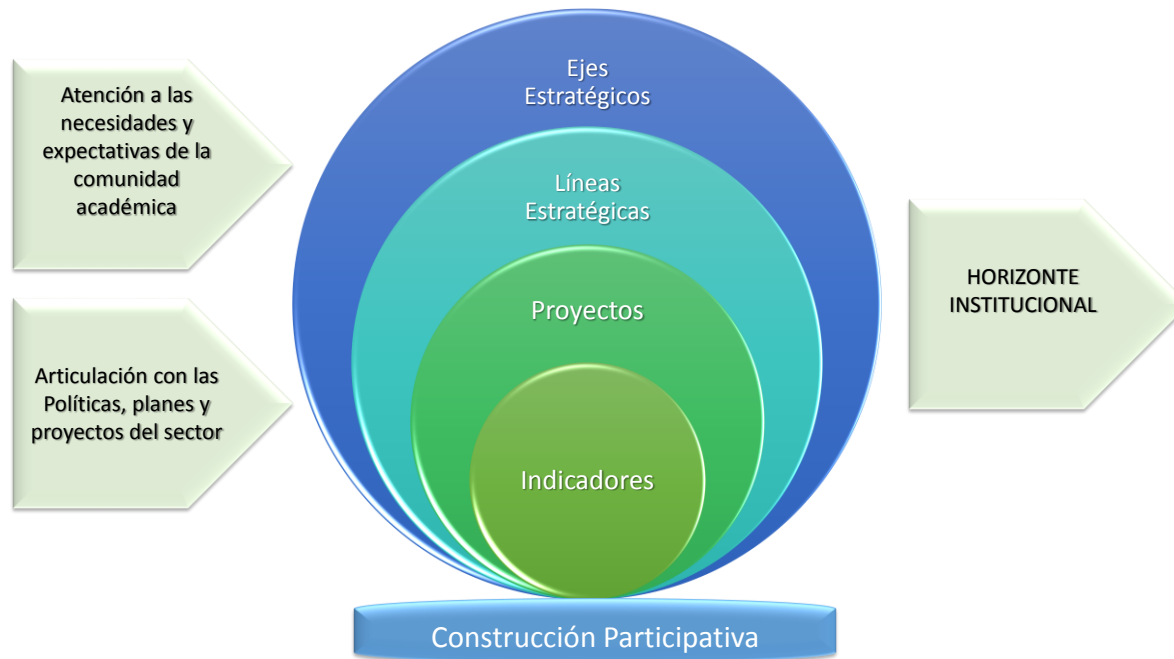 Atención a las
necesidades y
expectativas de la
comunidad
académica
Articulación con las
Políticas, planes y
proyectos del sector
Ejes
Estratégicos
Líneas
Estratégicas
Proyectos
Indicadores
Construcción Participativa
HORIZONTE
INSTITUCIONAL